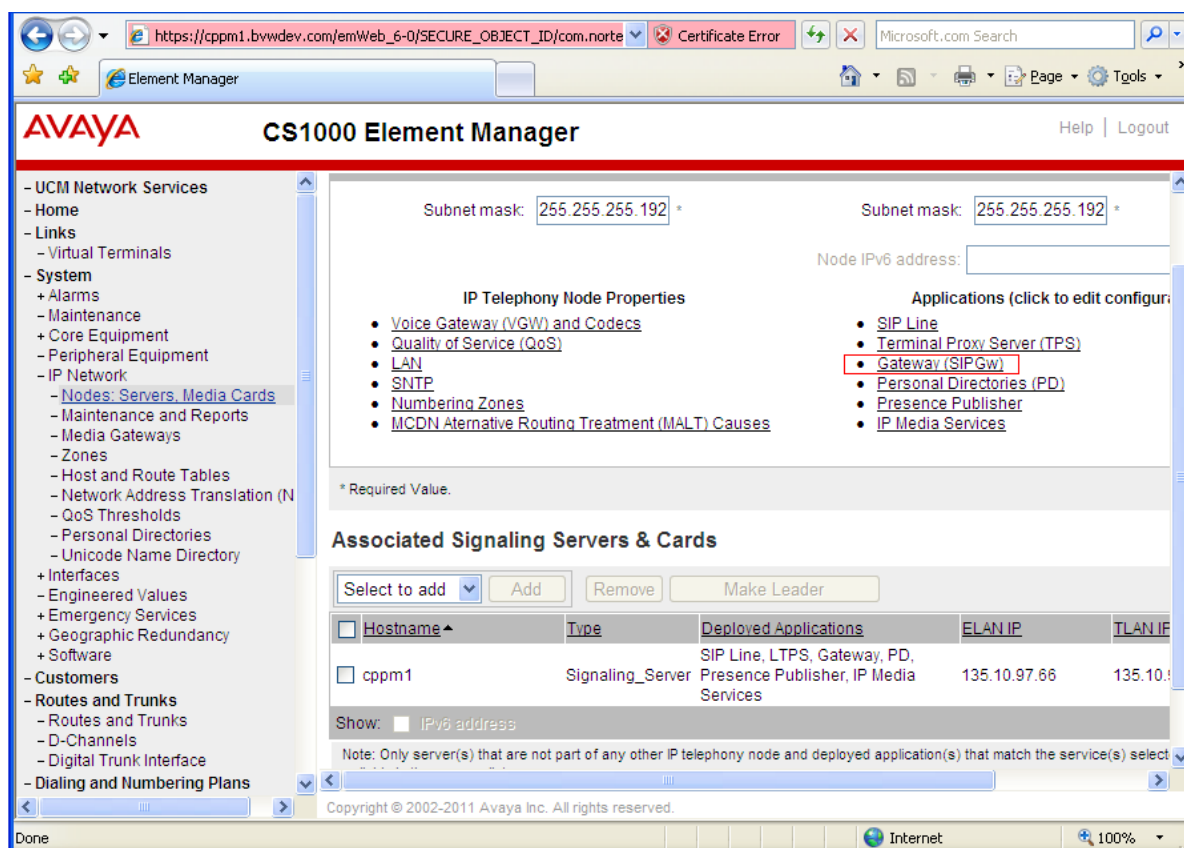 https://cppm1.bvwdev.com/emWeb_6-0/SECURE_OBJECT_ID/com.norte
Certificate Error
Microsoft.com Search
Element Manager
Page
Tools
AVAYA
CS1000 Element Manager
Help | Logout
– UCM Network Services
– Home
– Links
– Virtual Terminals
– System
+ Alarms
– Maintenance
+ Core Equipment
– Peripheral Equipment
– IP Network
– Nodes: Servers, Media Cards
– Maintenance and Reports
– Media Gateways
– Zones
– Host and Route Tables
– Network Address Translation (N
– QoS Thresholds
– Personal Directories
– Unicode Name Directory
+ Interfaces
– Engineered Values
+ Emergency Services
+ Geographic Redundancy
+ Software
– Customers
– Routes and Trunks
– Routes and Trunks
– D-Channels
– Digital Trunk Interface
– Dialing and Numbering Plans
Subnet mask: 255.255.255.192 *
Subnet mask: 255.255.255.192 *
Node IPv6 address:
IP Telephony Node Properties
• Voice Gateway (VGW) and Codecs
• Quality of Service (QoS)
• LAN
• SNTP
• Numbering Zones
• MCDN Aternative Routing Treatment (MALT) Causes
Applications (click to edit configura
• SIP Line
• Terminal Proxy Server (TPS)
• Gateway (SIPGw)
• Personal Directories (PD)
• Presence Publisher
• IP Media Services
* Required Value.
Associated Signaling Servers & Cards
Select to add
Add
Remove
Make Leader
Hostname
Type
Deployed Applications
ELAN IP
TLAN IP
cppm1
Signaling_Server
SIP Line, LTPS, Gateway, PD,
Presence Publisher, IP Media
Services
135.10.97.66
135.10.
Show: IPv6 address
Note: Only server(s) that are not part of any other IP telephony node and deployed application(s) that match the service(s) select
Copyright © 2002-2011 Avaya Inc. All rights reserved.
Done
Internet
100%